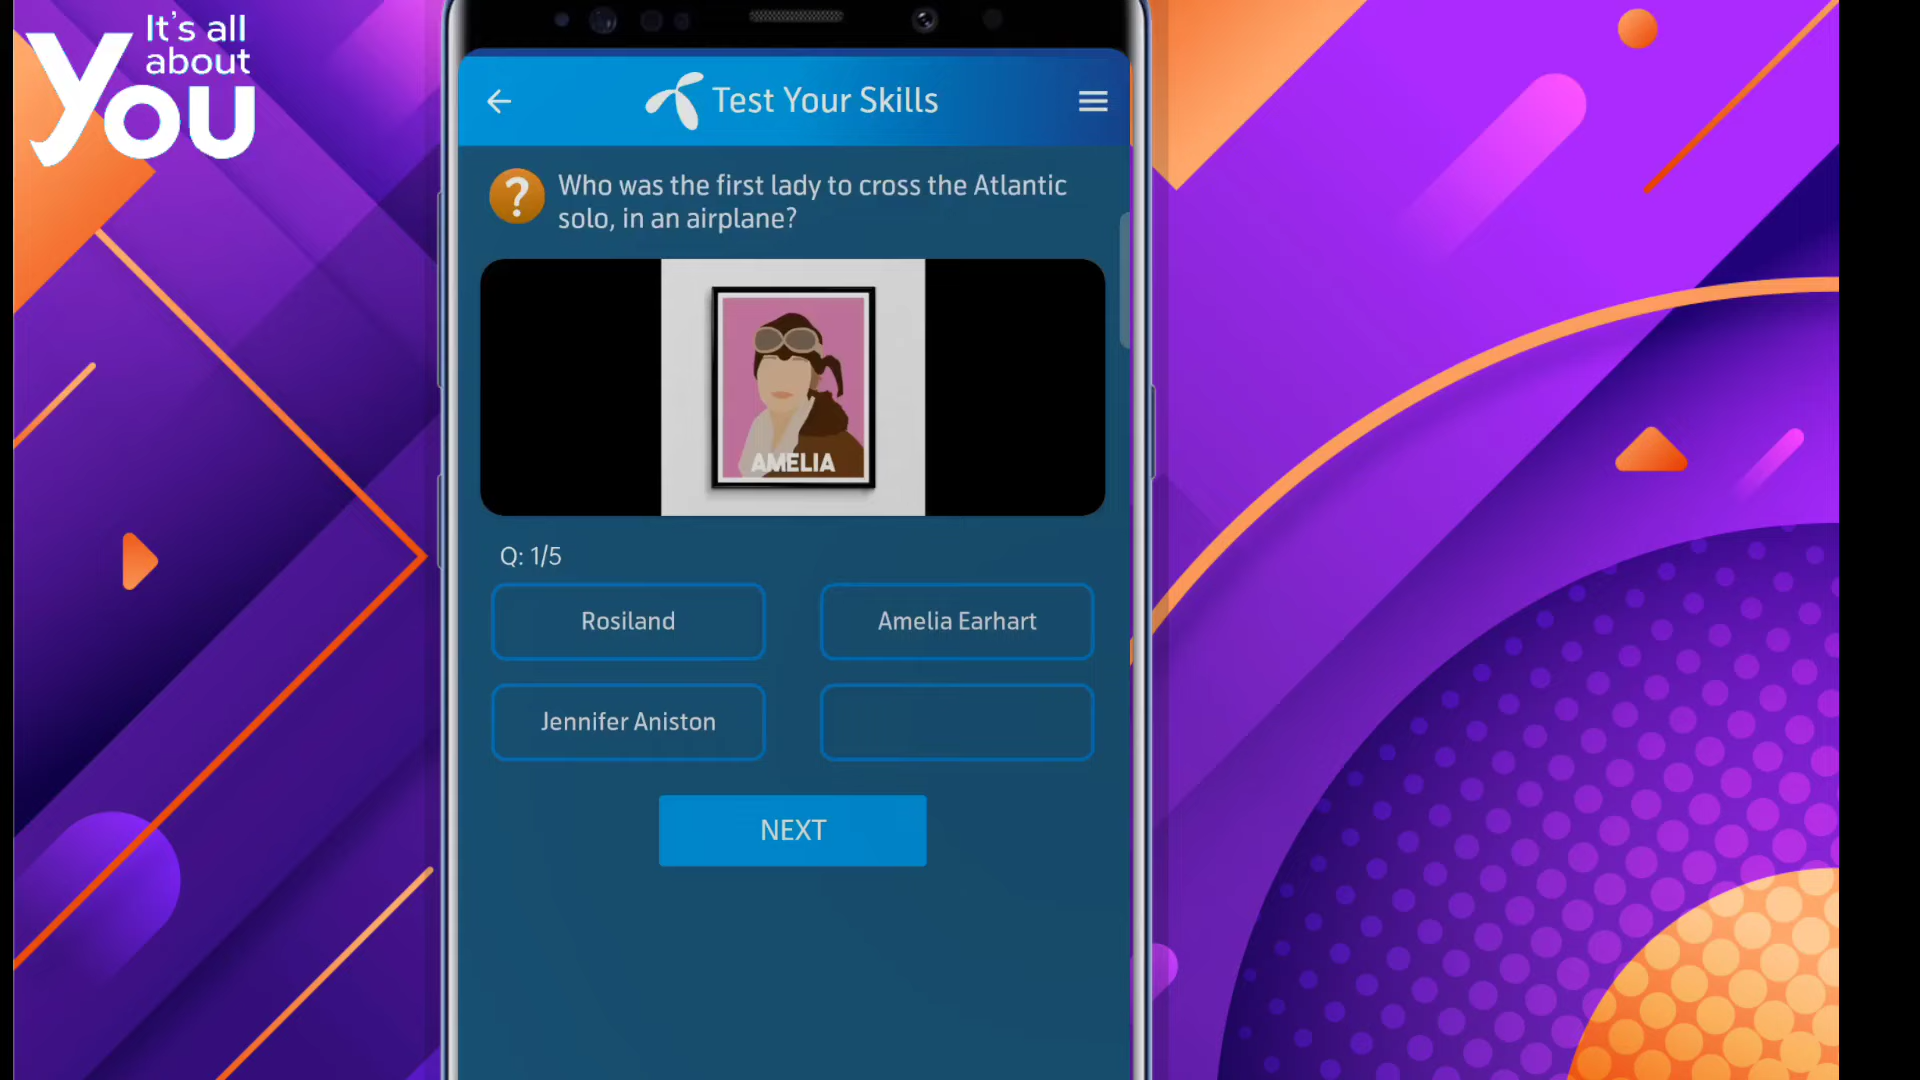 It's all
about
YOU
Test Your Skills
?
Who was the first lady to cross the Atlantic
solo, in an airplane?
AMELIA
Q: 1/5
Rosiland
Amelia Earhart
Jennifer Aniston
NEXT